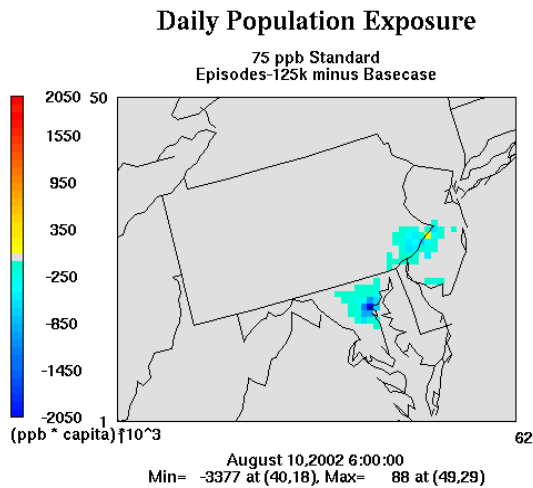 Daily Population Exposure
75 ppb Standard
Episodes-125k minus Basecase
2050
1550
950
350
-250
-850
-1450
-2050
50
1
62
(ppb * capita)*10^3
August 10,2002 6:00:00
Min= -3377 at (40,18), Max= 88 at (49,29)